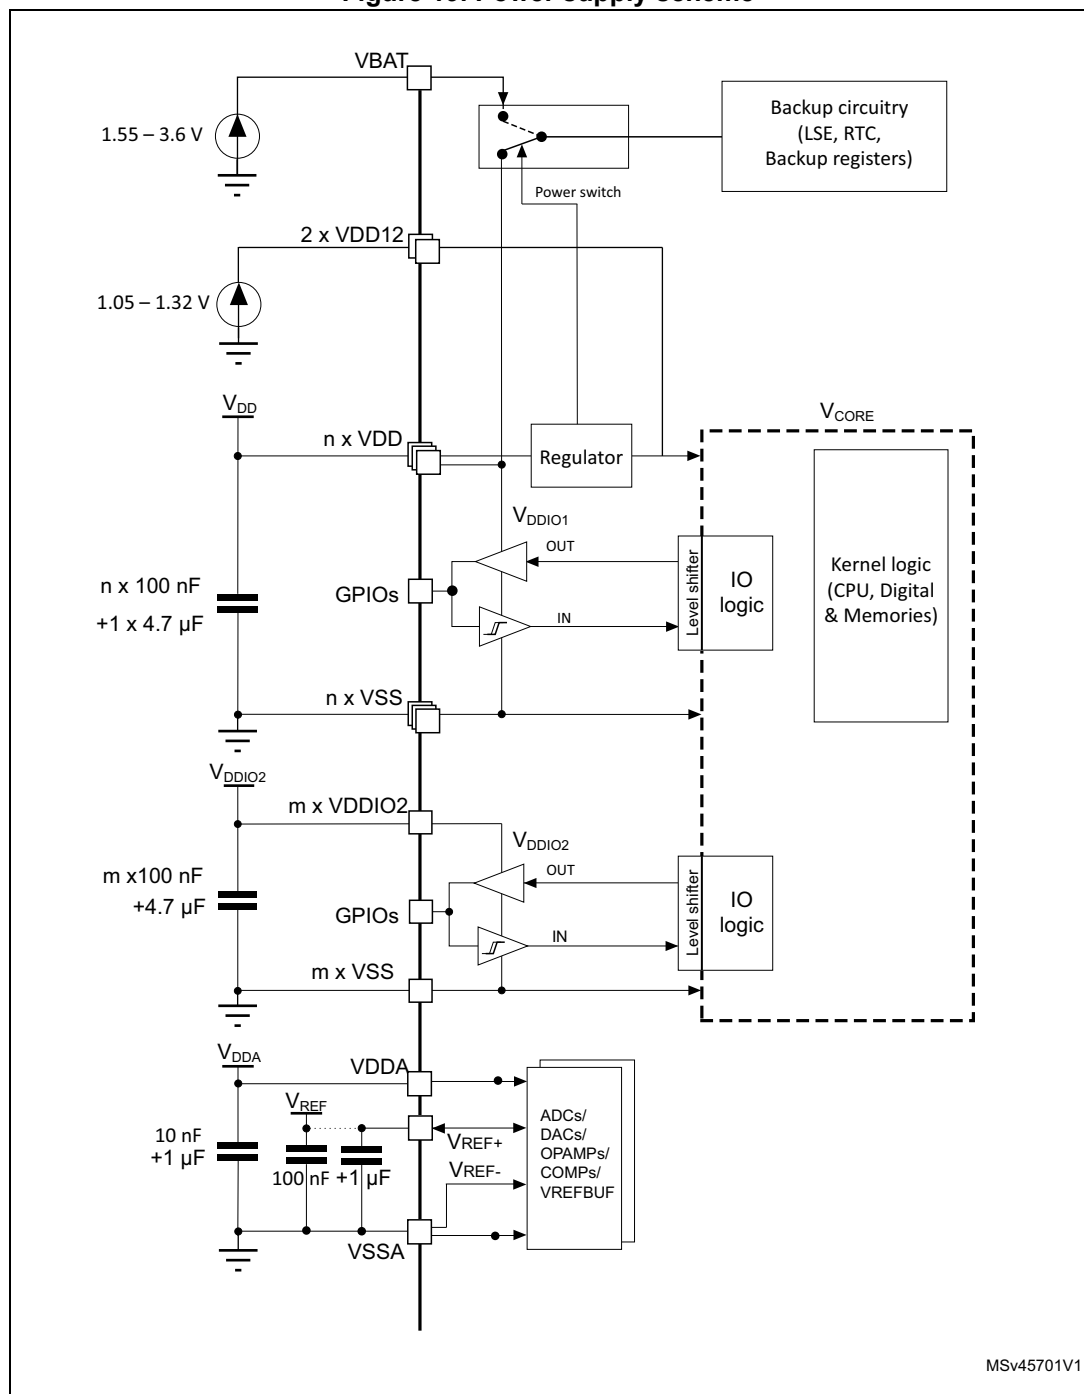 VBAT
1.55 – 3.6 V
Backup circuitry
(LSE, RTC,
Backup registers)
Power switch
2 x VDD12
1.05 – 1.32 V
VDD
VCORE
n x VDD
Regulator
VDDIO1
OUT
n x 100 nF
+1 x 4.7 µF
GPIOs
IN
Level shifter
IO
logic
Kernel logic
(CPU, Digital
& Memories)
n x VSS
VDDIO2
m x VDDIO2
VDDIO2
OUT
m x100 nF
+4.7 µF
GPIOs
IN
Level shifter
IO
logic
m x VSS
VDDA
VDDA
VREF
10 nF
+1 µF
100 nF
+1 µF
VREF+
VREF-
ADCs/
DACs/
OPAMPs/
COMPs/
VREFBUF
VSSA
MSv45701V1